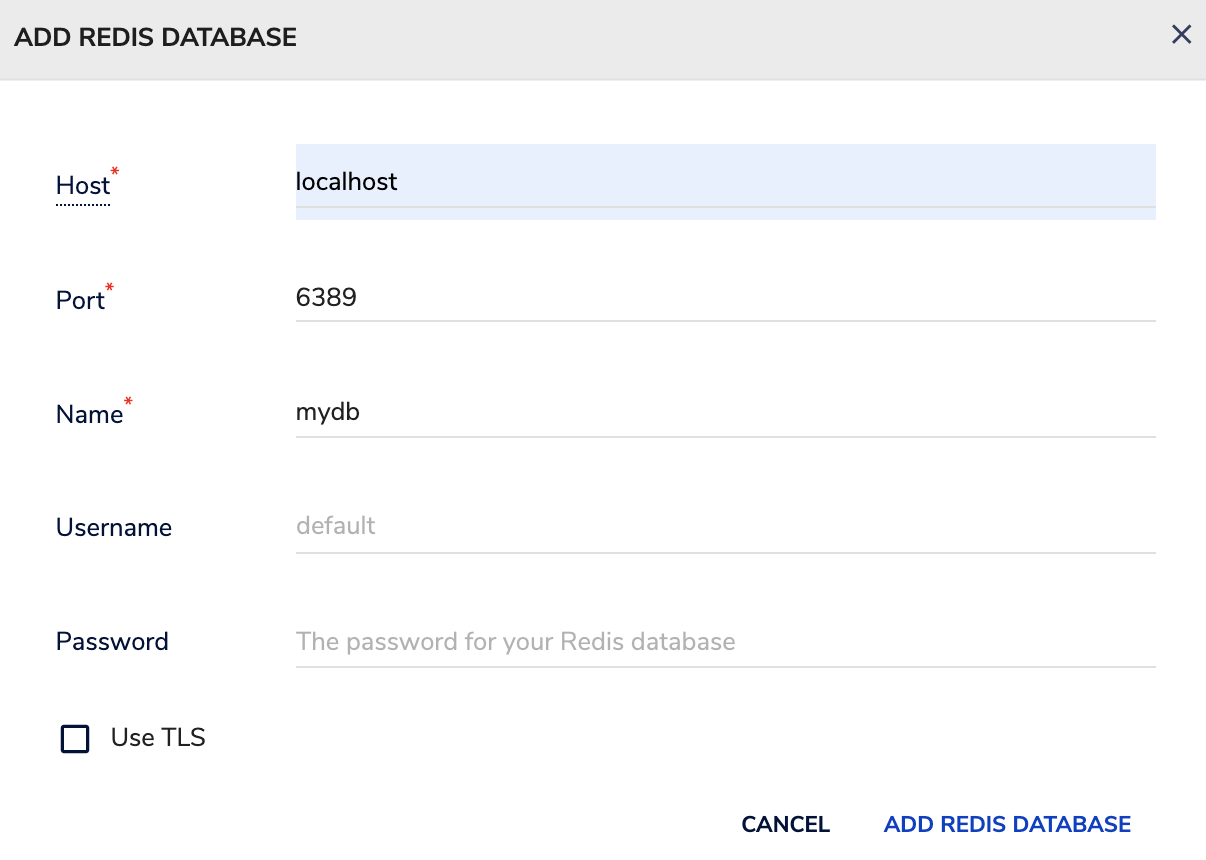 ADD REDIS DATABASE
Host* localhost
Port* 6389
Name* mydb
Username default
Password The password for your Redis database
Use TLS
CANCEL ADD REDIS DATABASE